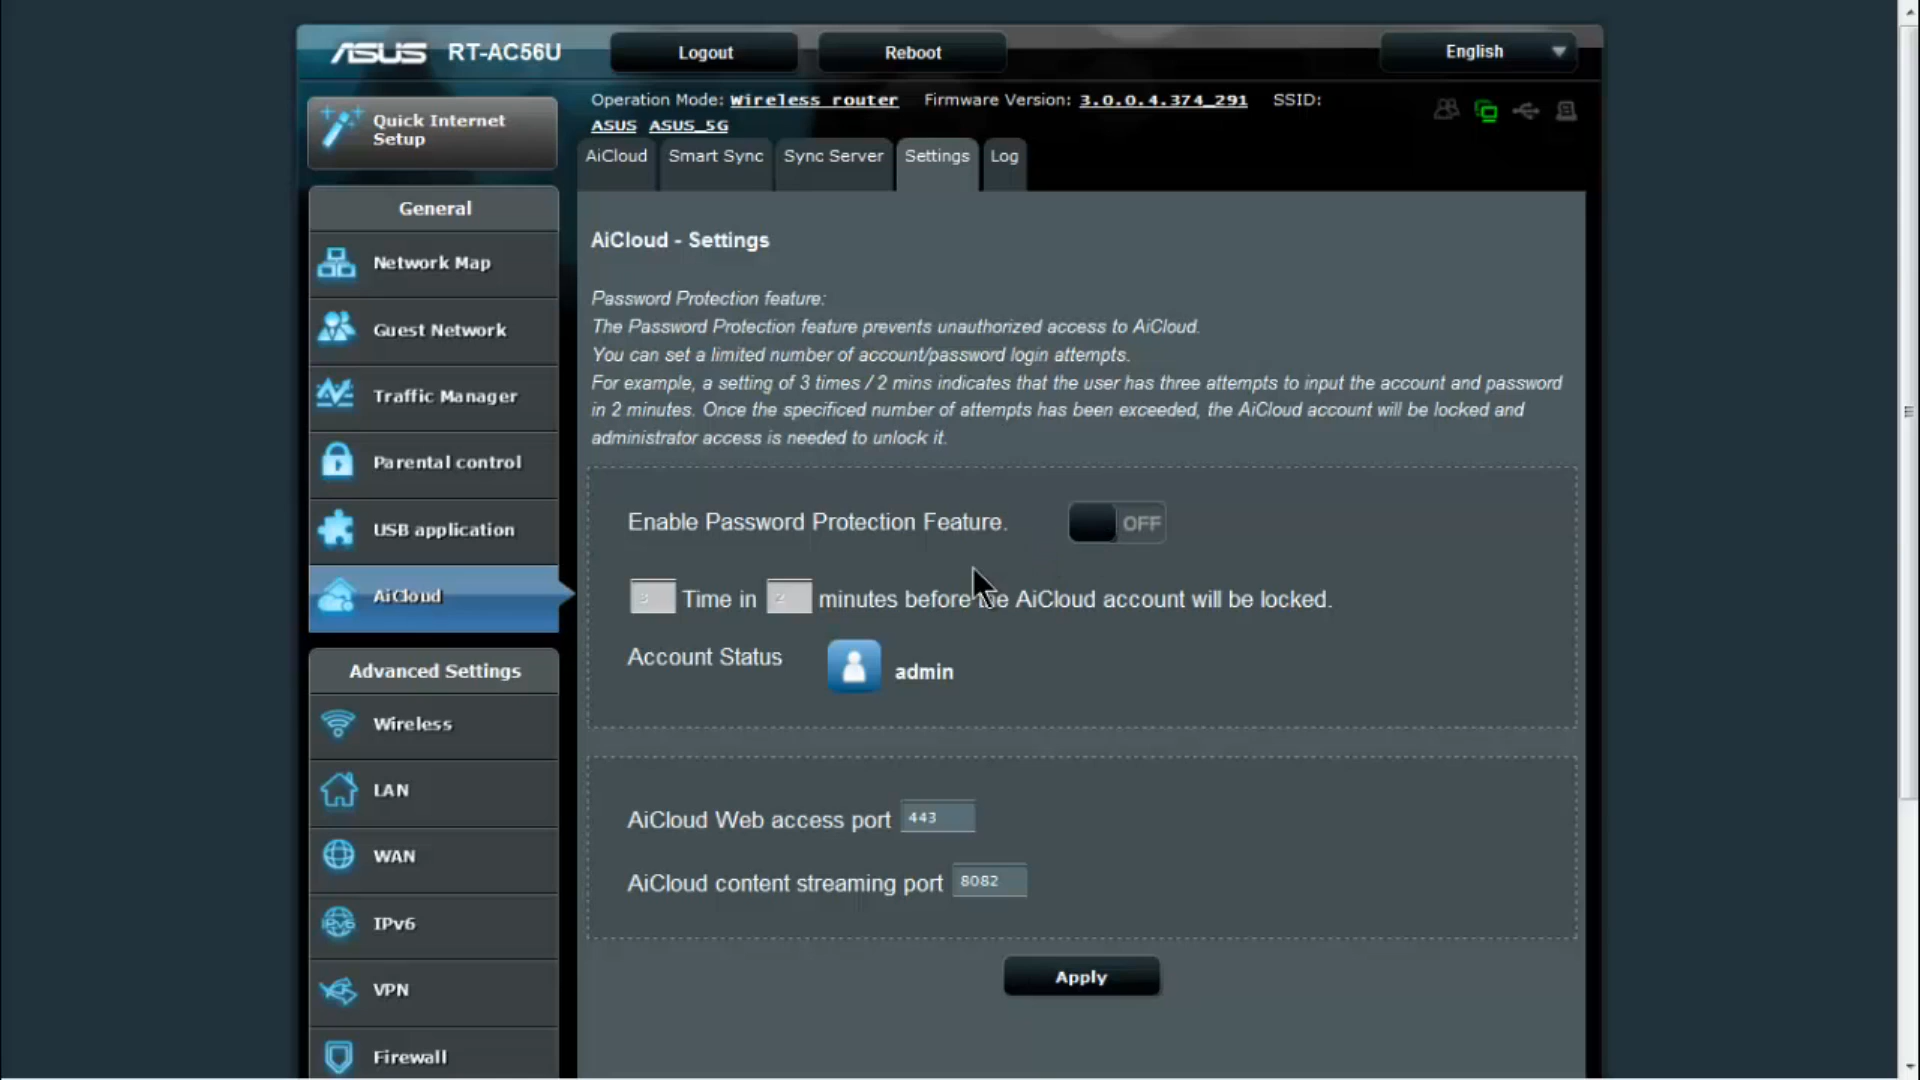 ASUS RT-AC56U Logout Reboot English
Quick Internet
Setup
Operation Mode: Wireless router Firmware Version: 3.0.0.4.374_291 SSID:
ASUS ASUS_5G
AiCloud Smart Sync Sync Server Settings Log
General
Network Map
Guest Network
Traffic Manager
Parental control
USB application
AiCloud
Advanced Settings
Wireless
LAN
WAN
IPv6
VPN
Firewall
AiCloud - Settings
Password Protection feature:
The Password Protection feature prevents unauthorized access to AiCloud.
You can set a limited number of account/password login attempts.
For example, a setting of 3 times / 2 mins indicates that the user has three attempts to input the account and password
in 2 minutes. Once the specificed number of attempts has been exceeded, the AiCloud account will be locked and
administrator access is needed to unlock it.
Enable Password Protection Feature. OFF
3 Time in 2 minutes before the AiCloud account will be locked.
Account Status admin
AiCloud Web access port 443
AiCloud content streaming port 8082
Apply